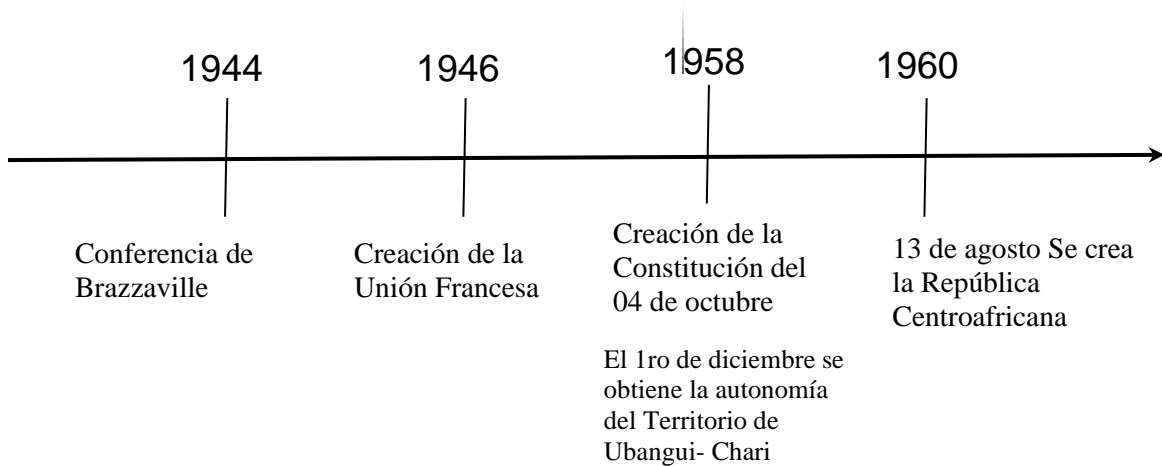 1944
1946
1958
1960
Conferencia de
Brazzaville
Creación de la
Unión Francesa
Creación de la
Constitución del
04 de octubre
El 1ro de diciembre se
obtiene la autonomía
del Territorio de
Ubangui- Chari
13 de agosto Se crea
la República
Centroafricana